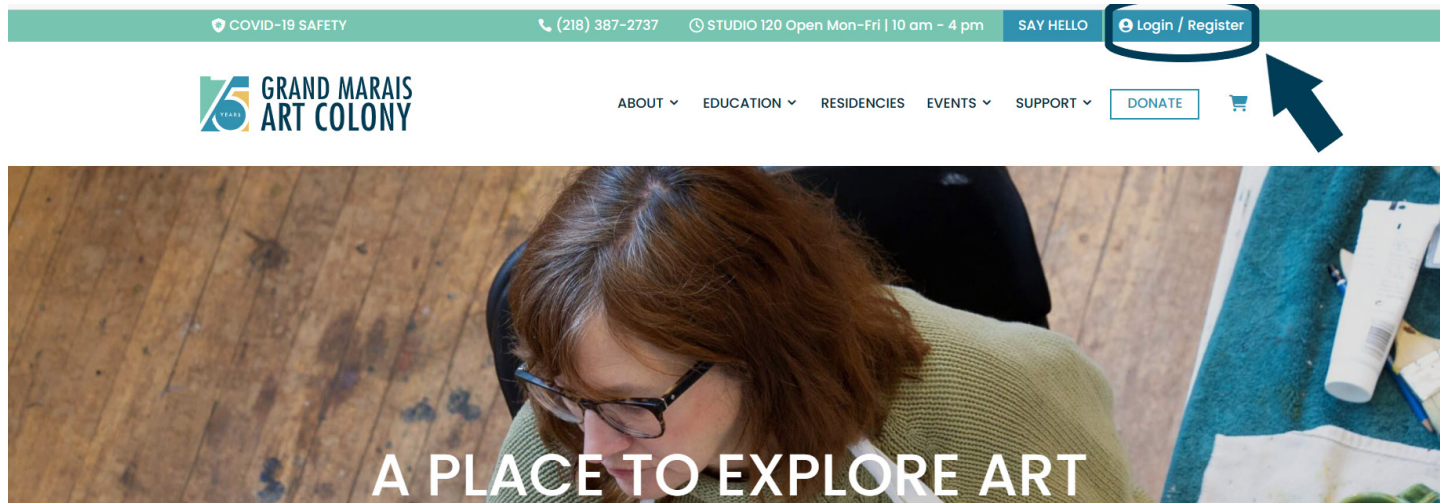 COVID-19 SAFETY
(218) 387-2737
STUDIO 120 Open Mon-Fri | 10 am - 4 pm
SAY HELLO
Login / Register
75
YEARS
GRAND MARAIS
ART COLONY
ABOUT
EDUCATION
RESIDENCIES
EVENTS
SUPPORT
DONATE
A PLACE TO EXPLORE ART